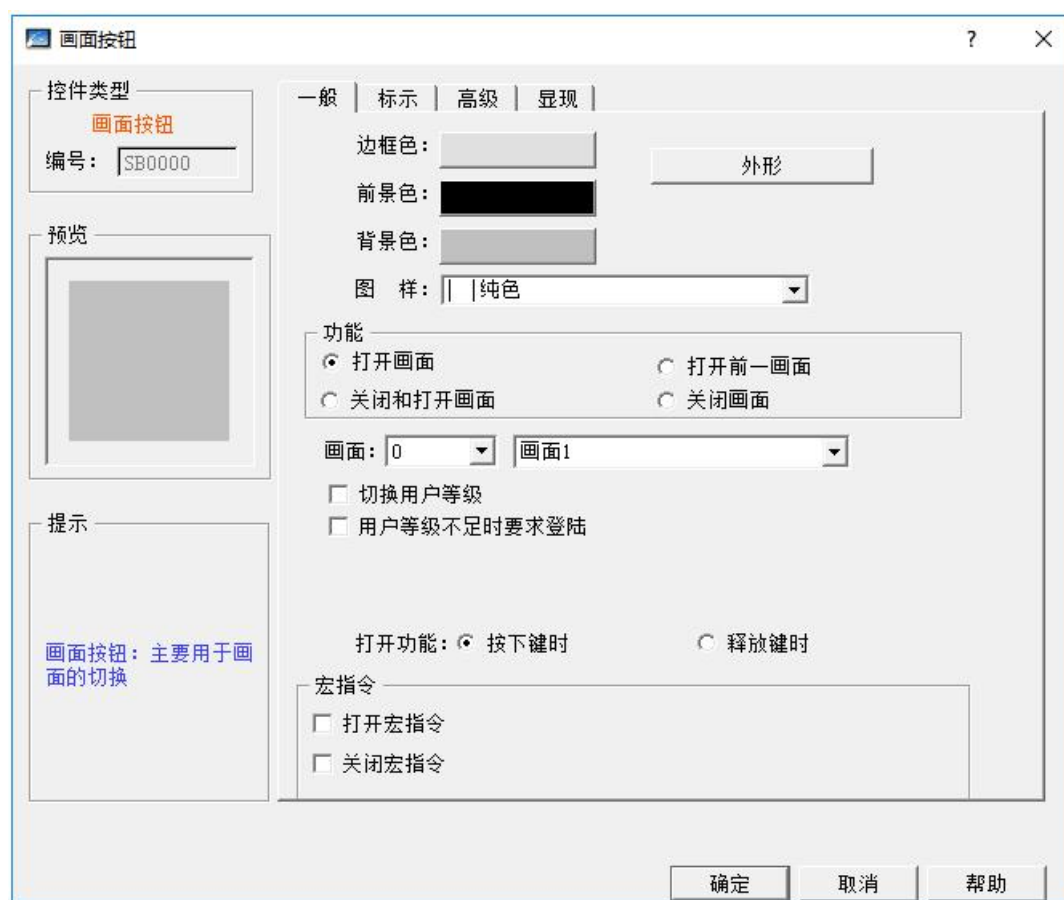 画面按钮
控件类型
画面按钮
编号: SB0000
预览
提示
画面按钮: 主要用于画
面的切换
一般 标示 高级 显现
边框色:
外形
前景色:
背景色:
图 样: | |纯色
功能
打开画面 打开前一画面
关闭和打开画面 关闭画面
画面: 0 画面1
切换用户等级
用户等级不足时要求登陆
打开功能: 按下键时 释放键时
宏指令
打开宏指令
关闭宏指令
确定 取消 帮助